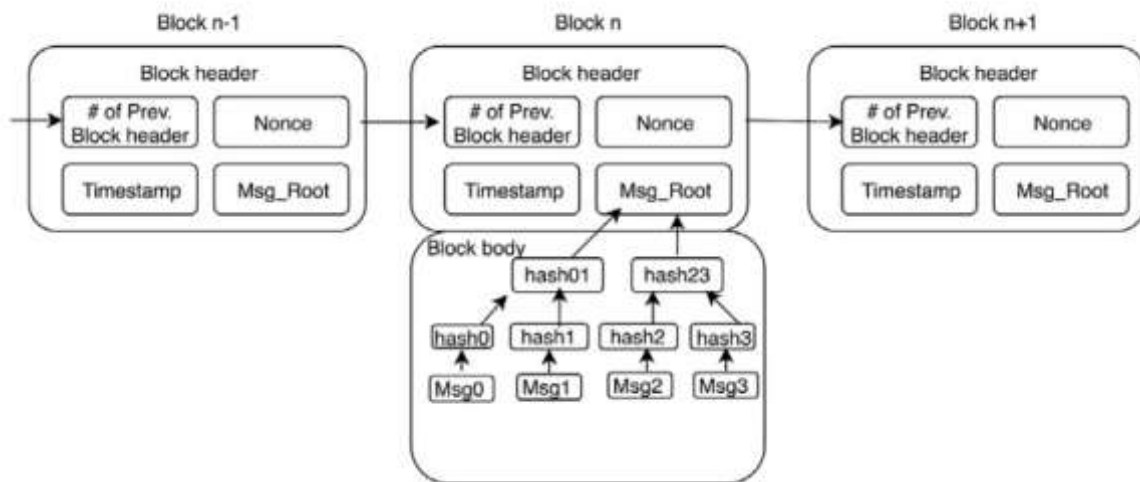 Block n-1
Block n
Block n+1
Block header
Block header
Block header
# of Prev.
Block header
Nonce
# of Prev.
Block header
Nonce
# of Prev.
Block header
Nonce
Timestamp
Msg_Root
Timestamp
Msg_Root
Timestamp
Msg_Root
Block body
hash01
hash23
hash0
hash1
hash2
hash3
Msg0
Msg1
Msg2
Msg3